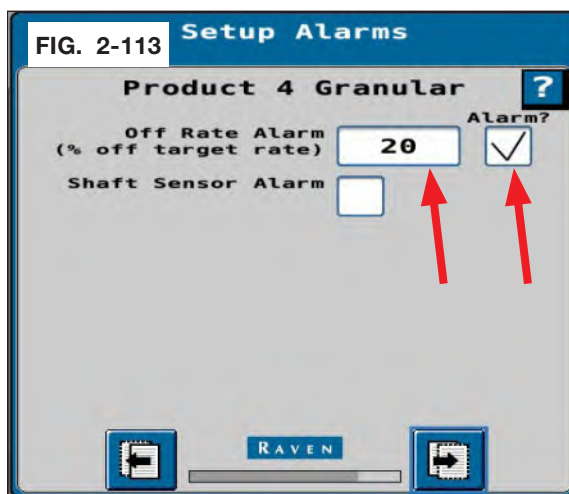 FIG. 2-113
Setup Alarms
Product 4 Granular
?
Alarm?
Off Rate Alarm
(% off target rate)
20
Shaft Sensor Alarm
RAVEN